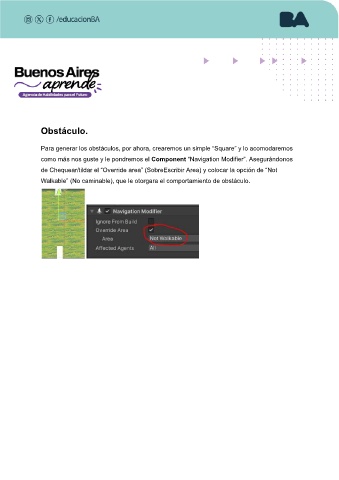 /educacionBA
BA
Buenos Aires
aprende
Agencia de Habilidades para el Futuro
Obstáculo.
Para generar los obstáculos, por ahora, crearemos un simple “Square” y lo acomodaremos
como más nos guste y le pondremos el Component “Navigation Modifier”. Asegurándonos
de Chequear/tildar el “Override area” (SobreEscribir Area) y colocar la opción de “Not
Walkable” (No caminable), que le otorgara el comportamiento de obstáculo.
Navigation Modifier
Ignore From Build
Override Area
Area Not Walkable
Affected Agents All